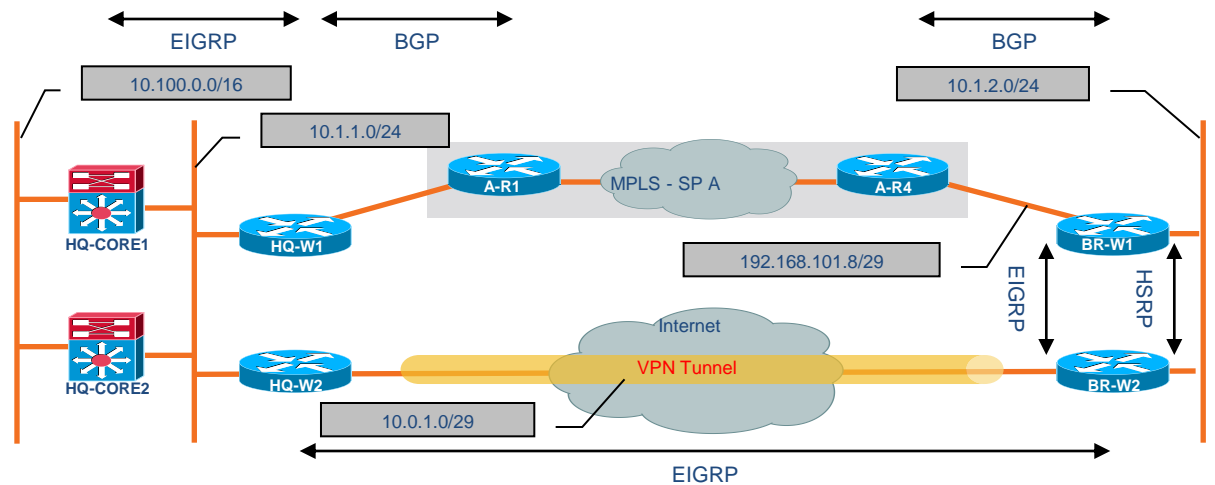 EIGRP
BGP
BGP
10.100.0.0/16
10.1.2.0/24
10.1.1.0/24
A-R1
MPLS - SP A
A-R4
HQ-CORE1
HQ-W1
BR-W1
192.168.101.8/29
EIGRP
HSRP
Internet
VPN Tunnel
HQ-CORE2
HQ-W2
BR-W2
10.0.1.0/29
EIGRP